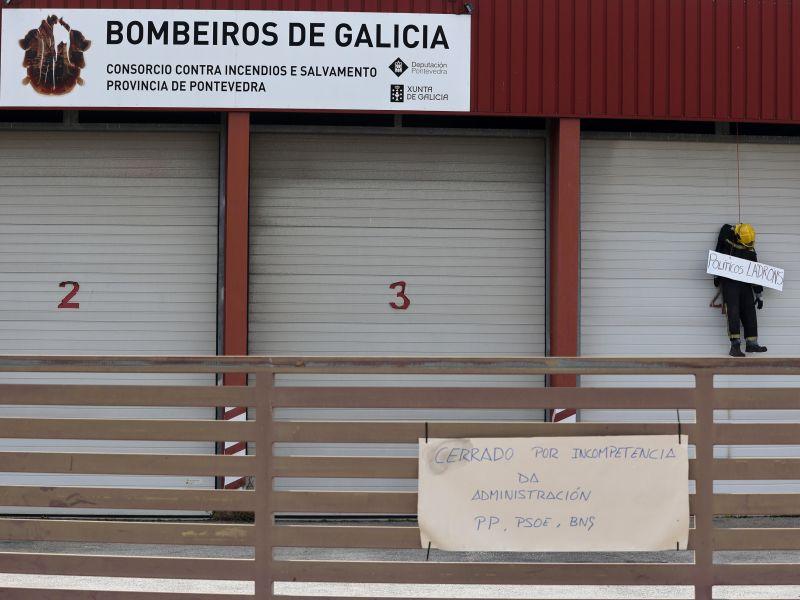 BOMBEIROS DE GALICIA
CONSORCIO CONTRA INCENDIOS E SALVAMENTO
PROVINCIA DE PONTEVEDRA
Deputación
Pontevedra
XUNTA
DE GALICIA
2
3
POLÍTICOS LADRONS
CERRADO POR INCOMPETENCIA
DA
ADMINISTRACIÓN
PP, PSOE, BNG